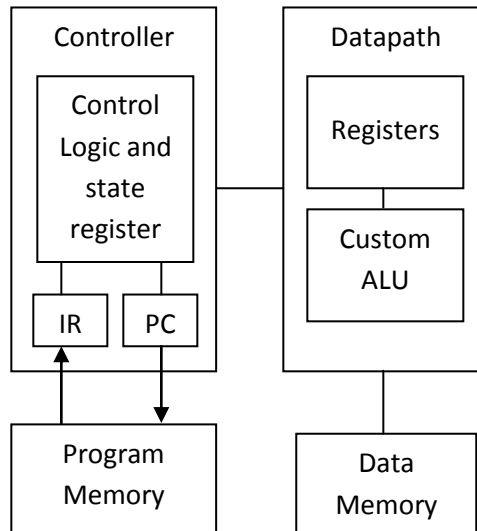 Controller
Control
Logic and
state
register
IR
PC
Program
Memory
Datapath
Registers
Custom
ALU
Data
Memory